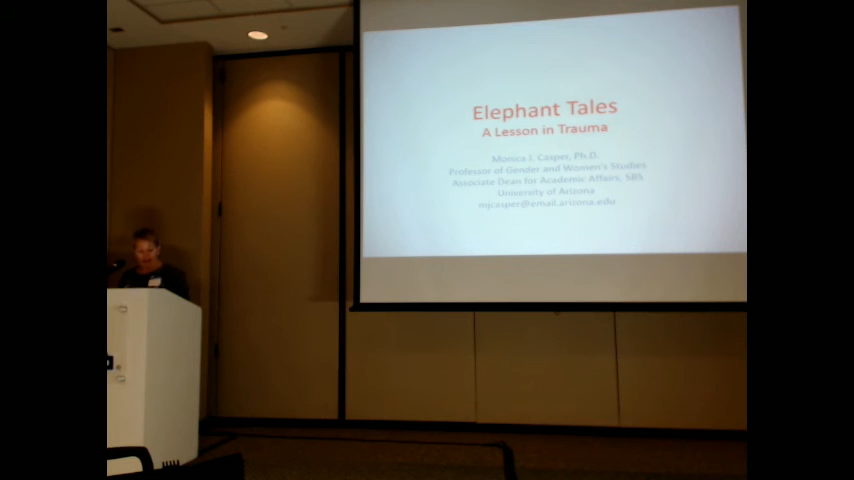 Elephant Tales
A Lesson in Trauma
Monica J. Casper, Ph.D.
Professor of Gender and Women's Studies
Associate Dean for Academic Affairs, SBS
University of Arizona
mjcasper@email.arizona.edu